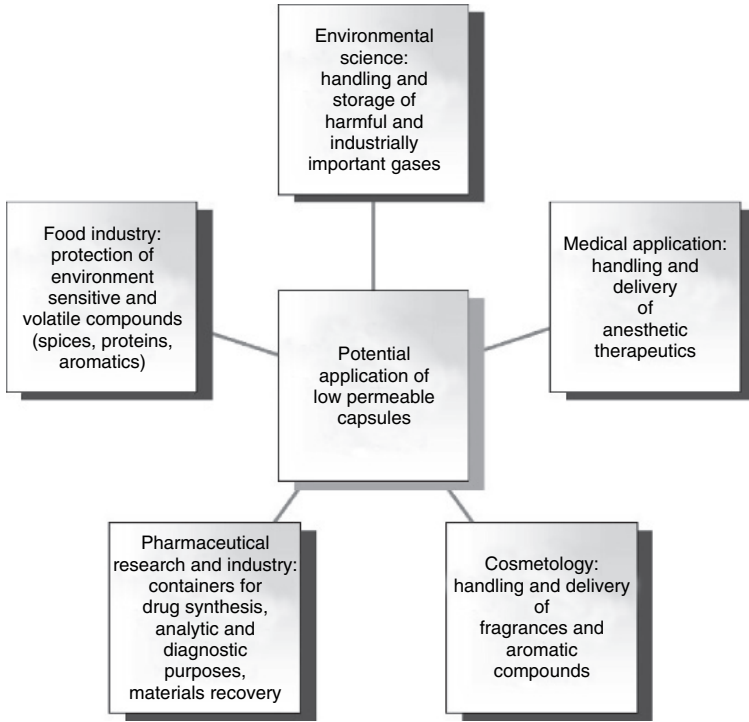 Environmental
science:
handling and
storage of
harmful and
industrially
important gases
Food industry:
protection of
environment
sensitive and
volatile compounds
(spices, proteins,
aromatics)
Medical application:
handling and
delivery
of
anesthetic
therapeutics
Potential
application of
low permeable
capsules
Pharmaceutical
research and industry:
containers for
drug synthesis,
analytic and
diagnostic
purposes,
materials recovery
Cosmetology:
handling and delivery
of
fragrances and
aromatic
compounds